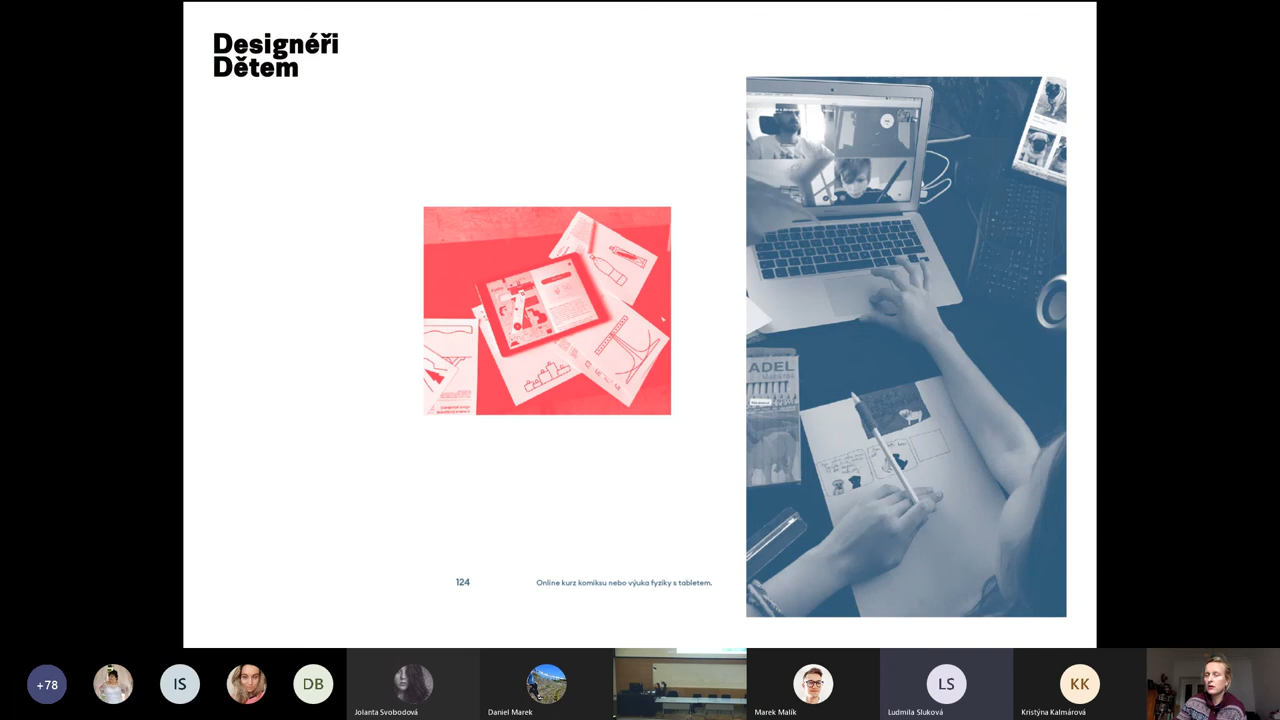 Designéři
Dětem
ADEL
124
Online kurz komiksu nebo výuka fyziky s tabletem.
+78
IS
DB
LS
KK
Jolanta Svobodová
Daniel Marek
Marek Malík
Ludmila Sluková
Kristýna Kalmárová